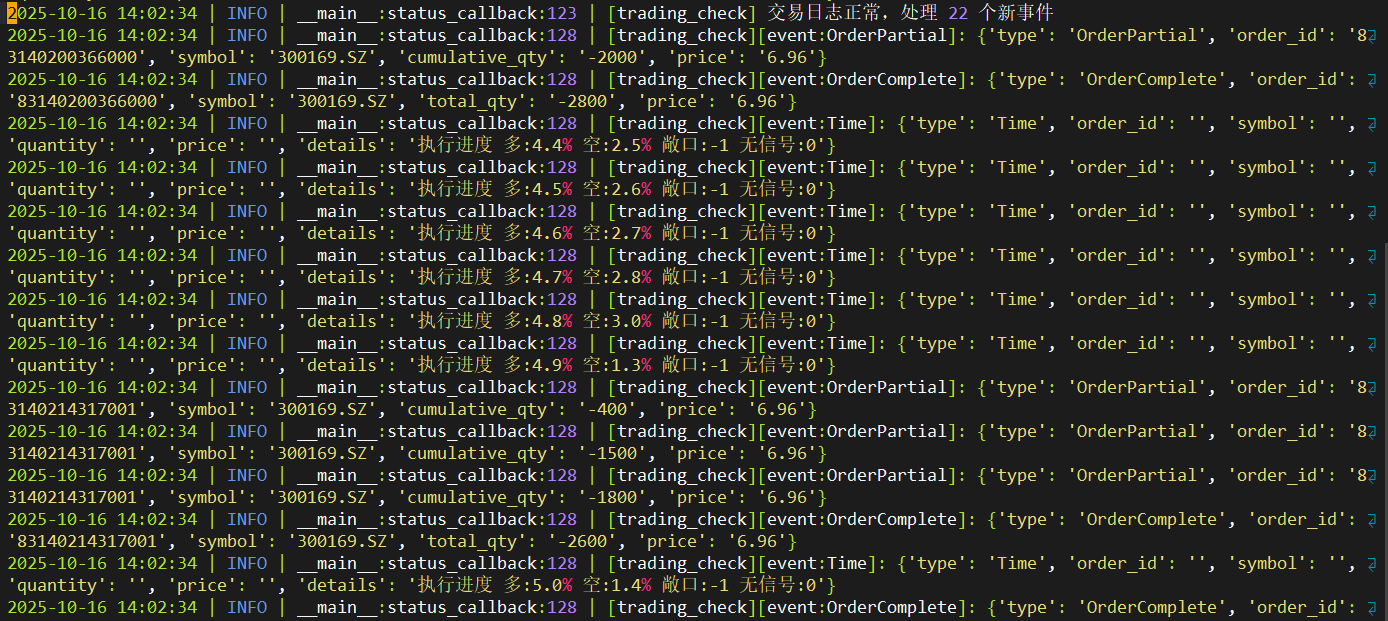 2025-10-16 14:02:34 | INFO | __main__:status_callback:123 | [trading_check] 交易日志正常，处理 22 个新事件
2025-10-16 14:02:34 | INFO | __main__:status_callback:128 | [trading_check][event:OrderPartial]: {'type': 'OrderPartial', 'order_id': '8
3140200366000', 'symbol': '300169.SZ', 'cumulative_qty': '-2000', 'price': '6.96'}
2025-10-16 14:02:34 | INFO | __main__:status_callback:128 | [trading_check][event:OrderComplete]: {'type': 'OrderComplete', 'order_id':
'83140200366000', 'symbol': '300169.SZ', 'total_qty': '-2800', 'price': '6.96'}
2025-10-16 14:02:34 | INFO | __main__:status_callback:128 | [trading_check][event:Time]: {'type': 'Time', 'order_id': '', 'symbol': '',
'quantity': '', 'price': '', 'details': '执行进度 多:4.4% 空:2.5% 敞口:-1 无信号:0'}
2025-10-16 14:02:34 | INFO | __main__:status_callback:128 | [trading_check][event:Time]: {'type': 'Time', 'order_id': '', 'symbol': '',
'quantity': '', 'price': '', 'details': '执行进度 多:4.5% 空:2.6% 敞口:-1 无信号:0'}
2025-10-16 14:02:34 | INFO | __main__:status_callback:128 | [trading_check][event:Time]: {'type': 'Time', 'order_id': '', 'symbol': '',
'quantity': '', 'price': '', 'details': '执行进度 多:4.6% 空:2.7% 敞口:-1 无信号:0'}
2025-10-16 14:02:34 | INFO | __main__:status_callback:128 | [trading_check][event:Time]: {'type': 'Time', 'order_id': '', 'symbol': '',
'quantity': '', 'price': '', 'details': '执行进度 多:4.7% 空:2.8% 敞口:-1 无信号:0'}
2025-10-16 14:02:34 | INFO | __main__:status_callback:128 | [trading_check][event:Time]: {'type': 'Time', 'order_id': '', 'symbol': '',
'quantity': '', 'price': '', 'details': '执行进度 多:4.8% 空:3.0% 敞口:-1 无信号:0'}
2025-10-16 14:02:34 | INFO | __main__:status_callback:128 | [trading_check][event:Time]: {'type': 'Time', 'order_id': '', 'symbol': '',
'quantity': '', 'price': '', 'details': '执行进度 多:4.9% 空:1.3% 敞口:-1 无信号:0'}
2025-10-16 14:02:34 | INFO | __main__:status_callback:128 | [trading_check][event:OrderPartial]: {'type': 'OrderPartial', 'order_id': '8
3140214317001', 'symbol': '300169.SZ', 'cumulative_qty': '-400', 'price': '6.96'}
2025-10-16 14:02:34 | INFO | __main__:status_callback:128 | [trading_check][event:OrderPartial]: {'type': 'OrderPartial', 'order_id': '8
3140214317001', 'symbol': '300169.SZ', 'cumulative_qty': '-1500', 'price': '6.96'}
2025-10-16 14:02:34 | INFO | __main__:status_callback:128 | [trading_check][event:OrderPartial]: {'type': 'OrderPartial', 'order_id': '8
3140214317001', 'symbol': '300169.SZ', 'cumulative_qty': '-1800', 'price': '6.96'}
2025-10-16 14:02:34 | INFO | __main__:status_callback:128 | [trading_check][event:OrderComplete]: {'type': 'OrderComplete', 'order_id':
'83140214317001', 'symbol': '300169.SZ', 'total_qty': '-2600', 'price': '6.96'}
2025-10-16 14:02:34 | INFO | __main__:status_callback:128 | [trading_check][event:Time]: {'type': 'Time', 'order_id': '', 'symbol': '',
'quantity': '', 'price': '', 'details': '执行进度 多:5.0% 空:1.4% 敞口:-1 无信号:0'}
2025-10-16 14:02:34 | INFO | __main__:status_callback:128 | [trading_check][event:OrderComplete]: {'type': 'OrderComplete', 'order_id':